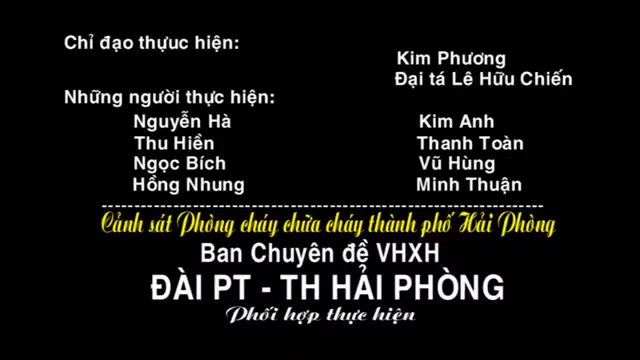 Chỉ đạo thựuc hiện:
Kim Phương
Đại tá Lê Hữu Chiến
Những người thực hiện:
Nguyễn Hà Kim Anh
Thu Hiền Thanh Toàn
Ngọc Bích Vũ Hùng
Hồng Nhung Minh Thuận
Cảnh sát Phòng cháy chữa cháy thành phố Hải Phòng
Ban Chuyên đề VHXH
ĐÀI PT - TH HẢI PHÒNG
Phối hợp thực hiện